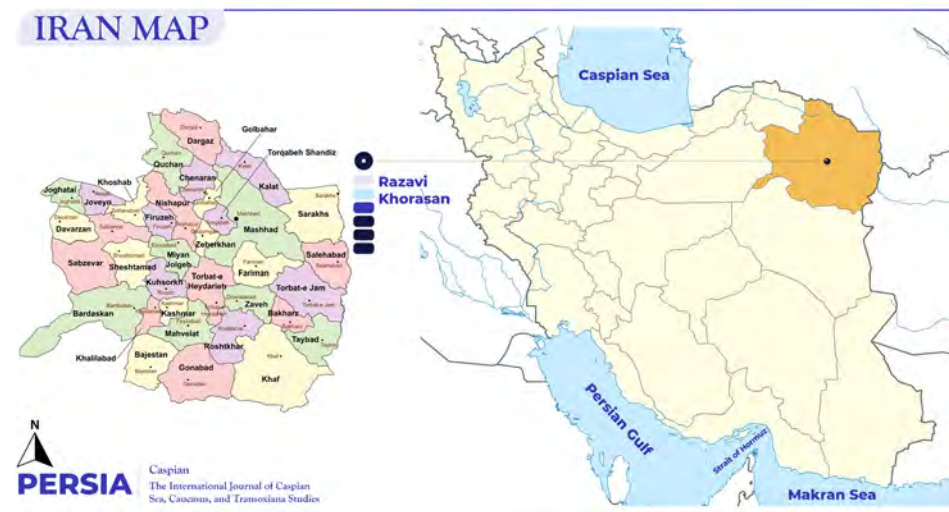 IRAN MAP
Caspian Sea
Golbahar
Dargaz
Torqabeh Shandiz
Quchan
Chenaran
Khoshab
Joghatai
Joveyn
Nishapur
Kalat
Sarakhs
Firuzeh
Davarzan
Mashhad
Zeberkhan
Miyan
Jolgeh
Salehabad
Sabzevar
Sheshtamad
Fariman
Torbat-e
Heydarieh
Kuhsorkh
Torbat-e Jam
Zaveh
Bardaskan
Kashmar
Bakharz
Mahvelat
Taybad
Roshtkhar
Khalilabad
Bajestan
Gonabad
Khaf
Razavi
Khorasan
Persian Gulf
Strait of Hormuz
Makran Sea
N
PERSIA
Caspian
The International Journal of Caspian
Sea, Caucasus, and Transoxiana Studies